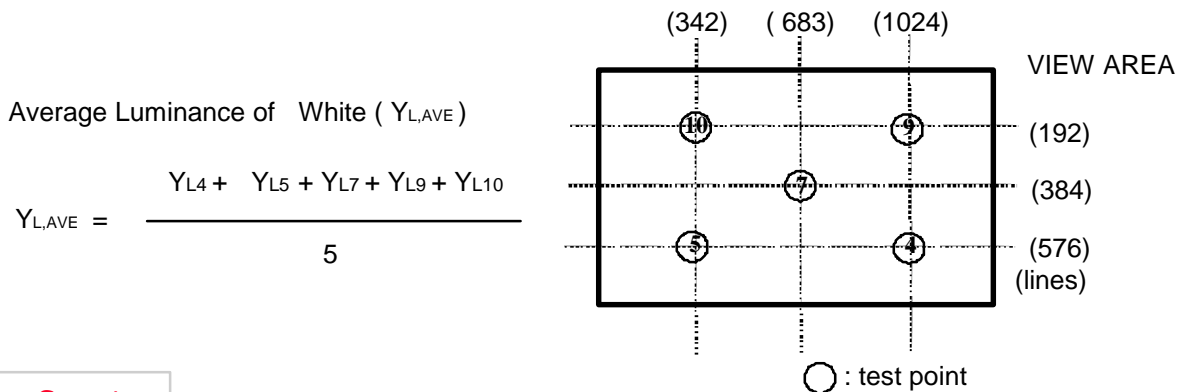 (342) ( 683) (1024)
VIEW AREA
Average Luminance of White ( YL,AVE )
10 9 (192)
YL4 + YL5 + YL7 + YL9 + YL10
7 (384)
YL,AVE =
5
5 4 (576)
(lines)
: test point